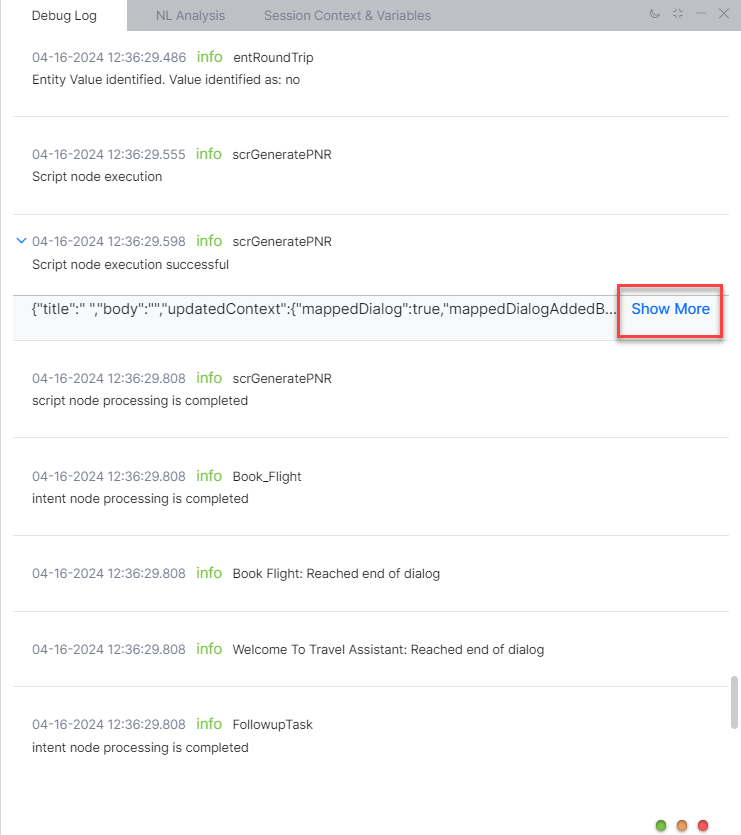 Debug Log NL Analysis Session Context & Variables
04-16-2024 12:36:29.486 info entRoundTrip
Entity Value identified. Value identified as: no
04-16-2024 12:36:29.555 info scrGeneratePNR
Script node execution
04-16-2024 12:36:29.598 info scrGeneratePNR
Script node execution successful
{"title":" ","body":"","updatedContext":{"mappedDialog":true,"mappedDialogAddedB... Show More
04-16-2024 12:36:29.808 info scrGeneratePNR
script node processing is completed
04-16-2024 12:36:29.808 info Book_Flight
intent node processing is completed
04-16-2024 12:36:29.808 info Book Flight: Reached end of dialog
04-16-2024 12:36:29.808 info Welcome To Travel Assistant: Reached end of dialog
04-16-2024 12:36:29.808 info FollowupTask
intent node processing is completed